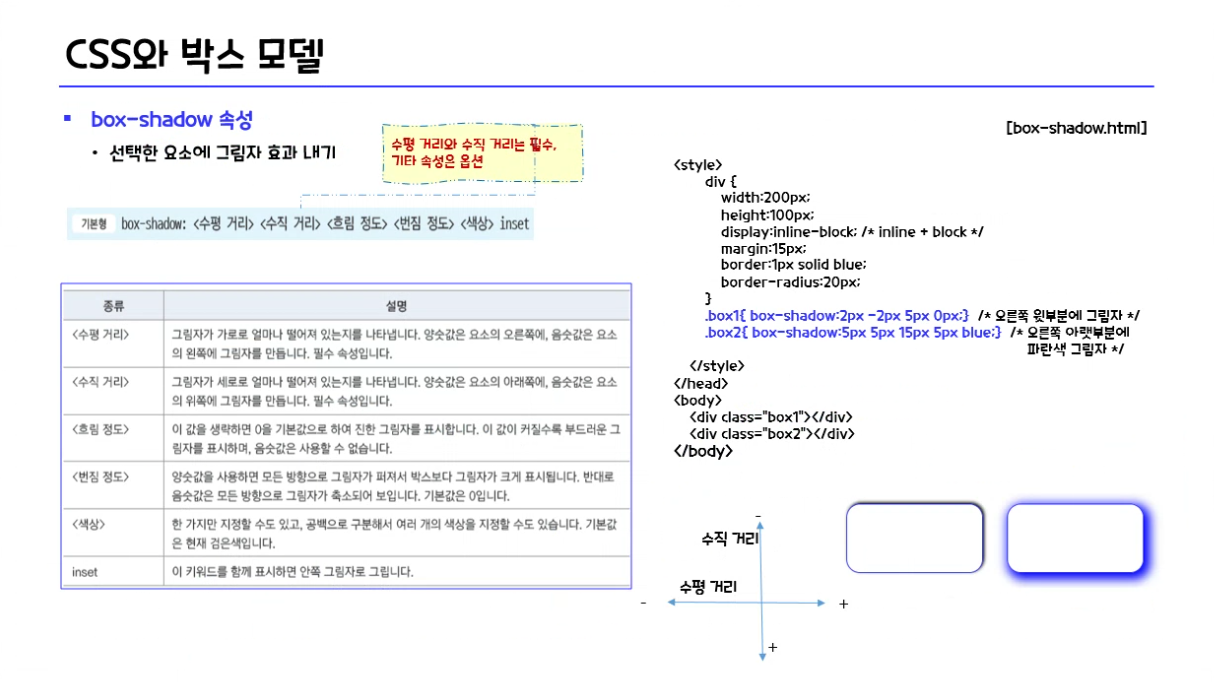 CSS와 박스 모델
▪ box-shadow 속성
• 선택한 요소에 그림자 효과 내기
수평 거리와 수직 거리는 필수,
기타 속성은 옵션
기본형 box-shadow: <수평 거리> <수직 거리> <흐림 정도> <번짐 정도> <색상> inset
종류 설명
<수평 거리> 그림자가 가로로 얼마나 떨어져 있는지를 나타냅니다. 양숫값은 요소의 오른쪽에, 음숫값은 요소
의 왼쪽에 그림자를 만듭니다. 필수 속성입니다.
<수직 거리> 그림자가 세로로 얼마나 떨어져 있는지를 나타냅니다. 양숫값은 요소의 아래쪽에, 음숫값은 요소
의 위쪽에 그림자를 만듭니다. 필수 속성입니다.
<흐림 정도> 이 값을 생략하면 0을 기본값으로 하여 진한 그림자를 표시합니다. 이 값이 커질수록 부드러운 그
림자를 표시하며, 음숫값은 사용할 수 없습니다.
<번짐 정도> 양숫값을 사용하면 모든 방향으로 그림자가 퍼져서 박스보다 그림자가 크게 표시됩니다. 반대로
음숫값은 모든 방향으로 그림자가 축소되어 보입니다. 기본값은 0입니다.
<색상> 한 가지만 지정할 수도 있고, 공백으로 구분해서 여러 개의 색상을 지정할 수도 있습니다. 기본값
은 현재 검은색입니다.
inset 이 키워드를 함께 표시하면 안쪽 그림자로 그립니다.
[box-shadow.html]
<style>
div {
width:200px;
height:100px;
display:inline-block; /* inline + block */
margin:15px;
border:1px solid blue;
border-radius:20px;
}
.box1{ box-shadow:2px -2px 5px 0px;} /* 오른쪽 윗부분에 그림자 */
.box2{ box-shadow:5px 5px 15px 5px blue;} /* 오른쪽 아랫부분에
파란색 그림자 */
</style>
</head>
<body>
<div class="box1"></div>
<div class="box2"></div>
</body>
-
수직 거리
수평 거리
- +
+